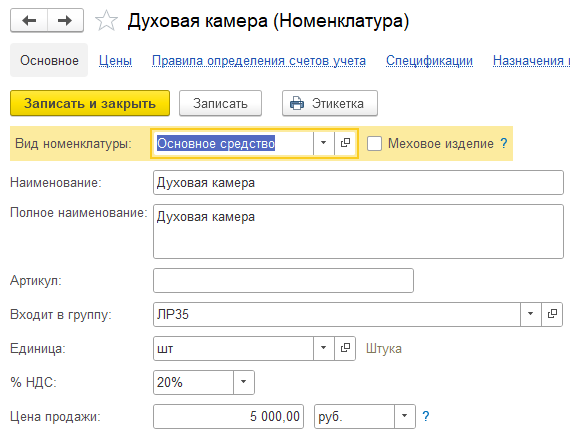 Духовая камера (Номенклатура)
Основное Цены Правила определения счетов учета Спецификации Назначения
Записать и закрыть Записать Этикетка
Вид номенклатуры: Основное средство Меховое изделие ?
Наименование: Духовая камера
Полное наименование: Духовая камера
Артикул:
Входит в группу: ЛР35
Единица: шт Штука
% НДС: 20%
Цена продажи: 5 000,00 руб. ?